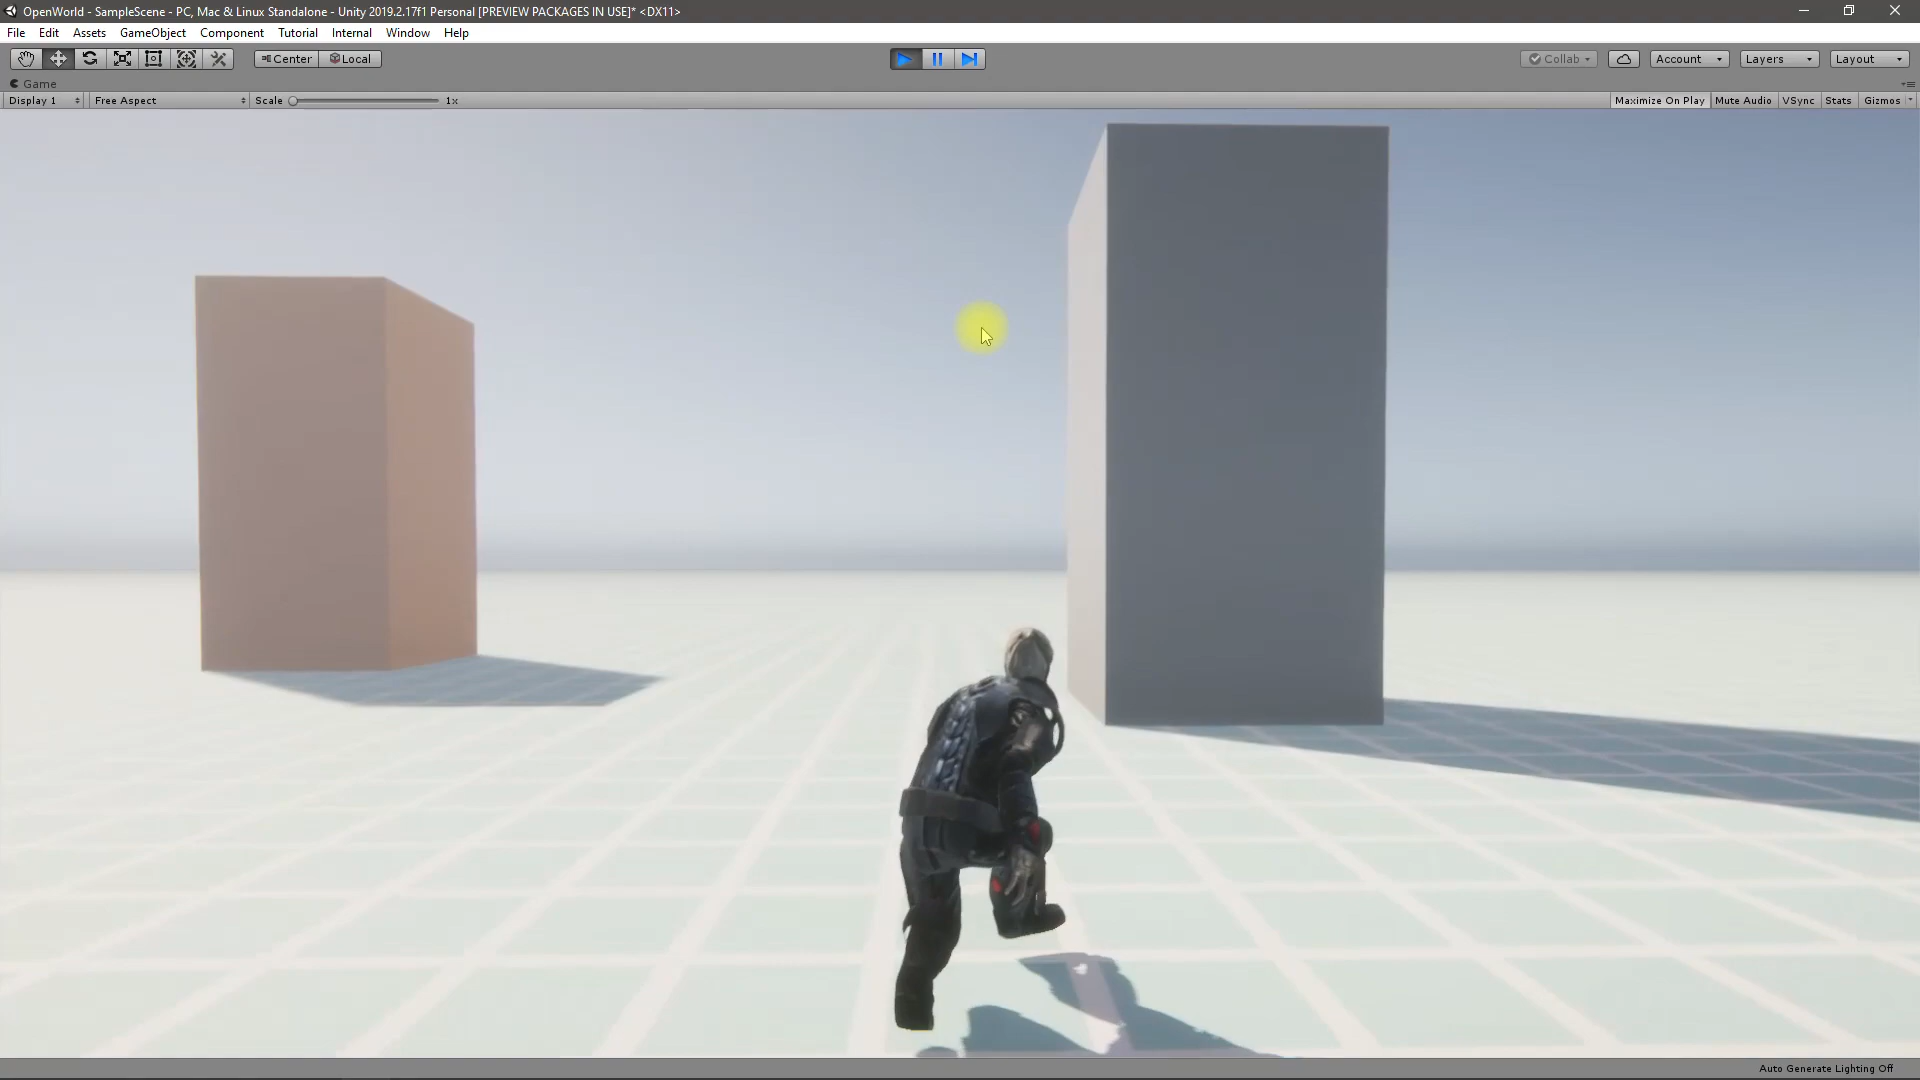 OpenWorld - SampleScene - PC, Mac & Linux Standalone - Unity 2019.2.17f1 Personal [PREVIEW PACKAGES IN USE]* <DX11>
File Edit Assets GameObject Component Tutorial Internal Window Help
Center Local Collab Account Layers Layout
Game
Display 1 Free Aspect Scale 1x Maximize On Play Mute Audio VSync Stats Gizmos
Auto Generate Lighting Off